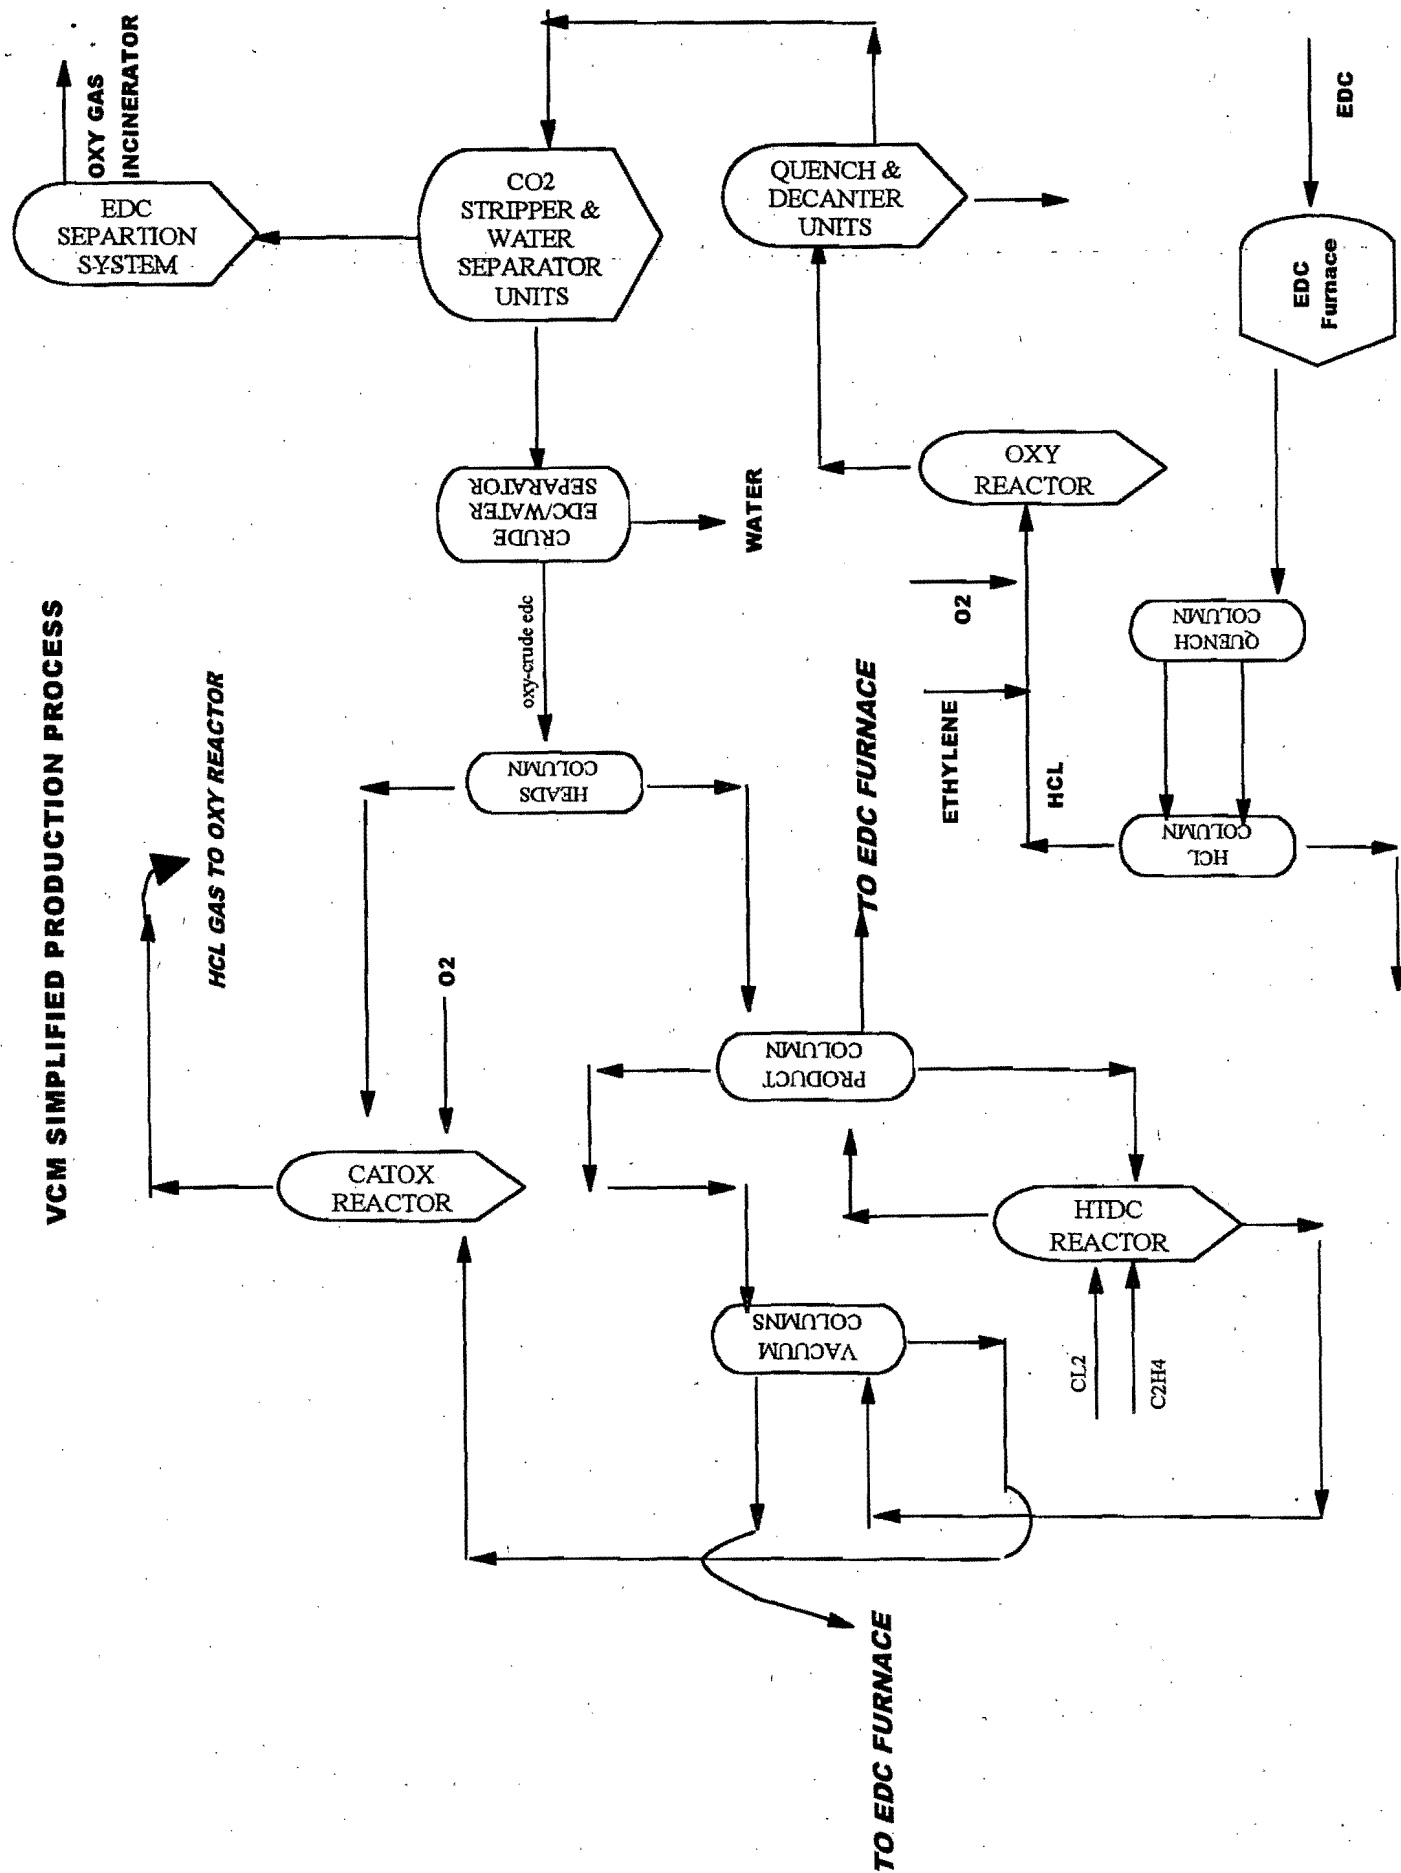 VCM SIMPLIFIED PRODUCTION PROCESS
OXY GAS
INCINERATOR
EDC
SEPARTION
SYSTEM
CO2
STRIPPER &
WATER
SEPARATOR
UNITS
QUENCH &
DECANTER
UNITS
EDC
EDC
Furnace
CRUDE
EDC/WATER
SEPARATOR
WATER
OXY
REACTOR
oxy-crude edc
O2
ETHYLENE
HCL
QUENCH
COLUMN
HCL
COLUMN
HEADS
COLUMN
HCL GAS TO OXY REACTOR
O2
TO EDC FURNACE
PRODUCT
COLUMN
CATOX
REACTOR
HTDC
REACTOR
VACUUM
COLUMNS
CL2
C2H4
TO EDC FURNACE